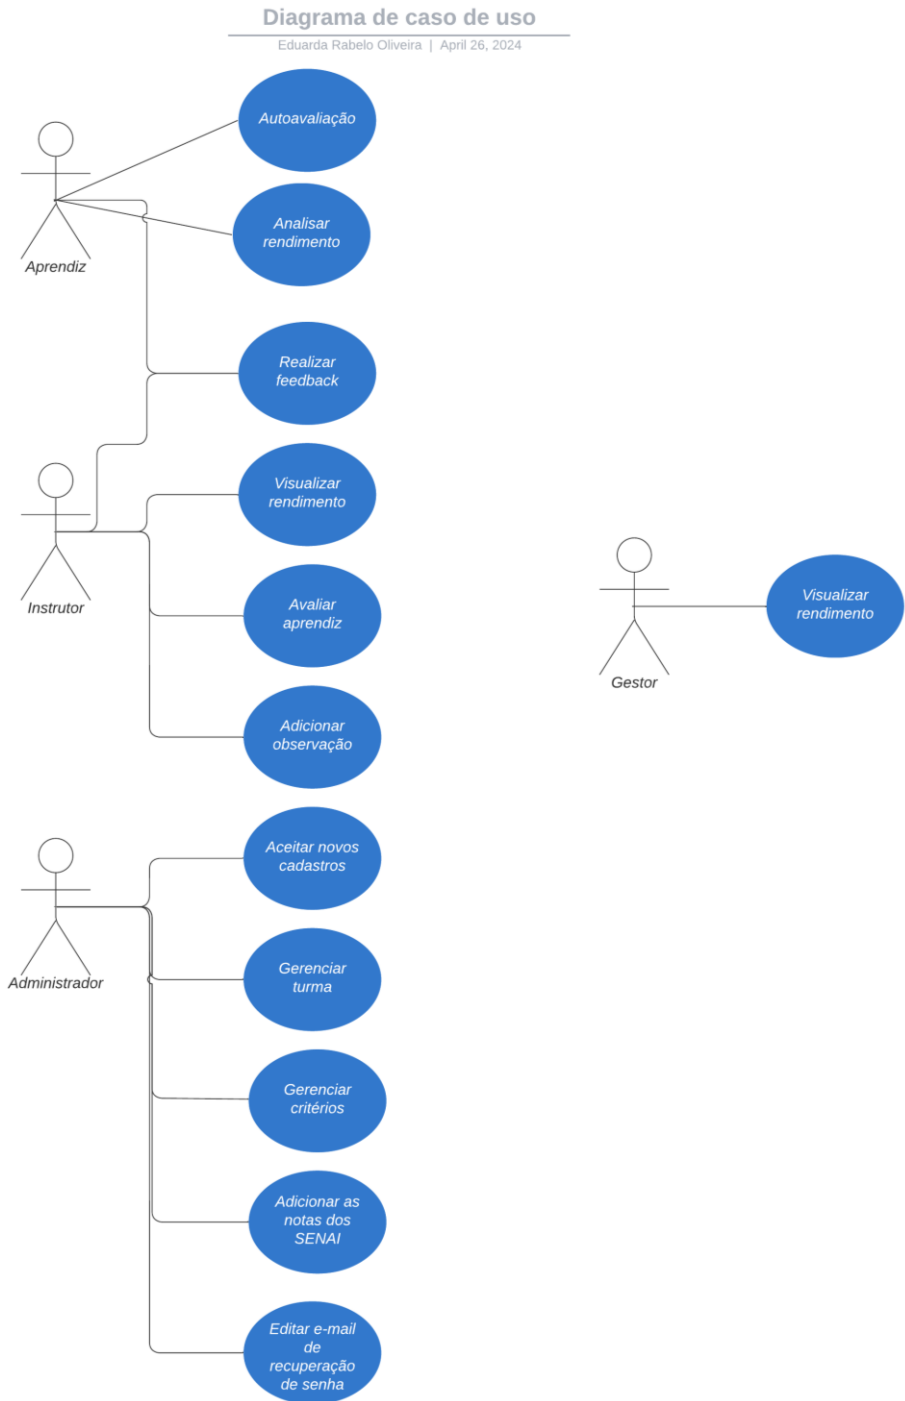 Diagrama de caso de uso
Eduarda Rabelo Oliveira | April 26, 2024
Autoavaliação
Analisar
rendimento
Aprendiz
Realizar
feedback
Visualizar
rendimento
Instrutor
Avaliar
aprendiz
Adicionar
observação
Visualizar
rendimento
Gestor
Aceitar novos
cadastros
Administrador
Gerenciar
turma
Gerenciar
critérios
Adicionar as
notas dos
SENAI
Editar e-mail
de
recuperação
de senha